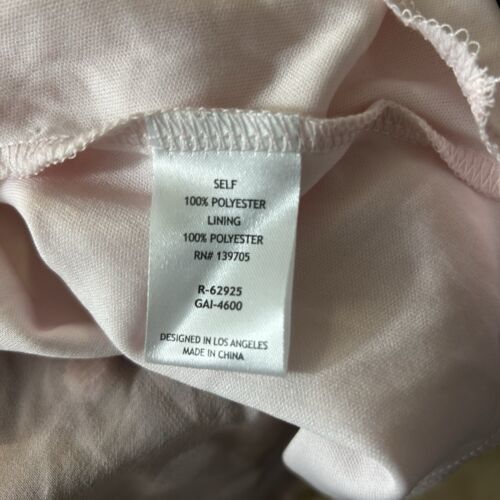 SELF
100% POLYESTER
LINING
100% POLYESTER
RN# 139705
R-62925
GAI-4600
DESIGNED IN LOS ANGELES
MADE IN CHINA